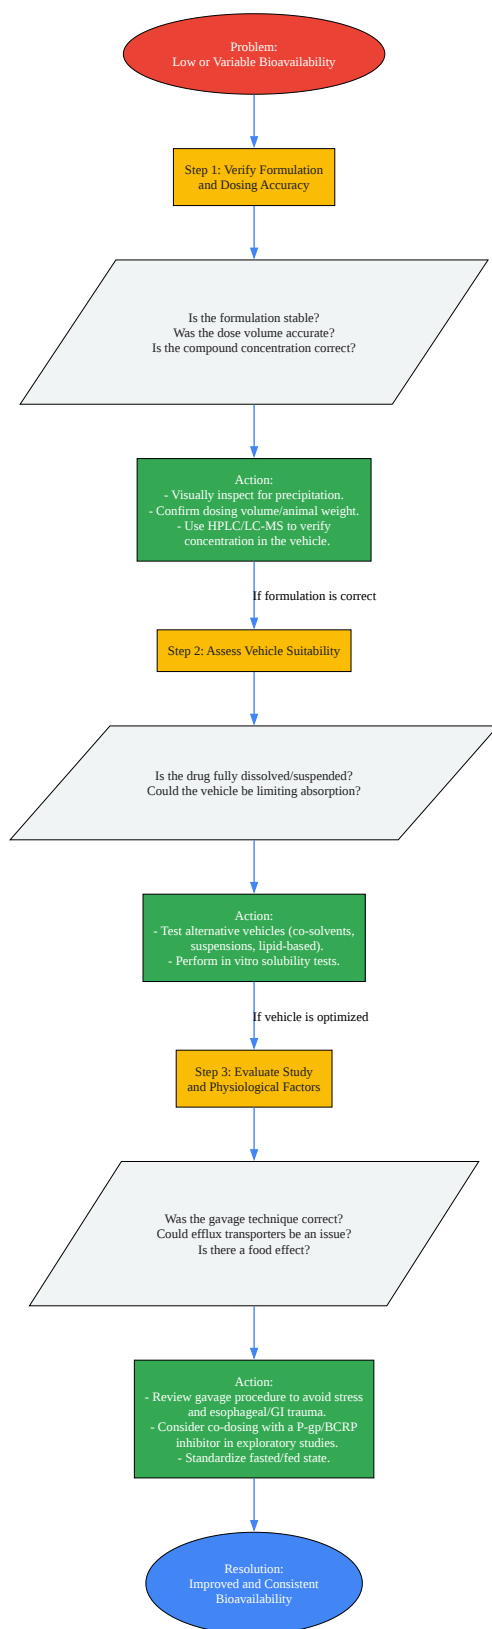 Problem:
Low or Variable Bioavailability
Step 1: Verify Formulation
and Dosing Accuracy
Is the formulation stable?
Was the dose volume accurate?
Is the compound concentration correct?
Action:
- Visually inspect for precipitation.
- Confirm dosing volume/animal weight.
- Use HPLC/LC-MS to verify
concentration in the vehicle.
If formulation is correct
Step 2: Assess Vehicle Suitability
Is the drug fully dissolved/suspended?
Could the vehicle be limiting absorption?
Action:
- Test alternative vehicles (co-solvents,
suspensions, lipid-based).
- Perform in vitro solubility tests.
If vehicle is optimized
Step 3: Evaluate Study
and Physiological Factors
Was the gavage technique correct?
Could efflux transporters be an issue?
Is there a food effect?
Action:
- Review gavage procedure to avoid stress
and esophageal/GI trauma.
- Consider co-dosing with a P-gp/BCRP
inhibitor in exploratory studies.
- Standardize fasted/fed state.
Resolution:
Improved and Consistent
Bioavailability